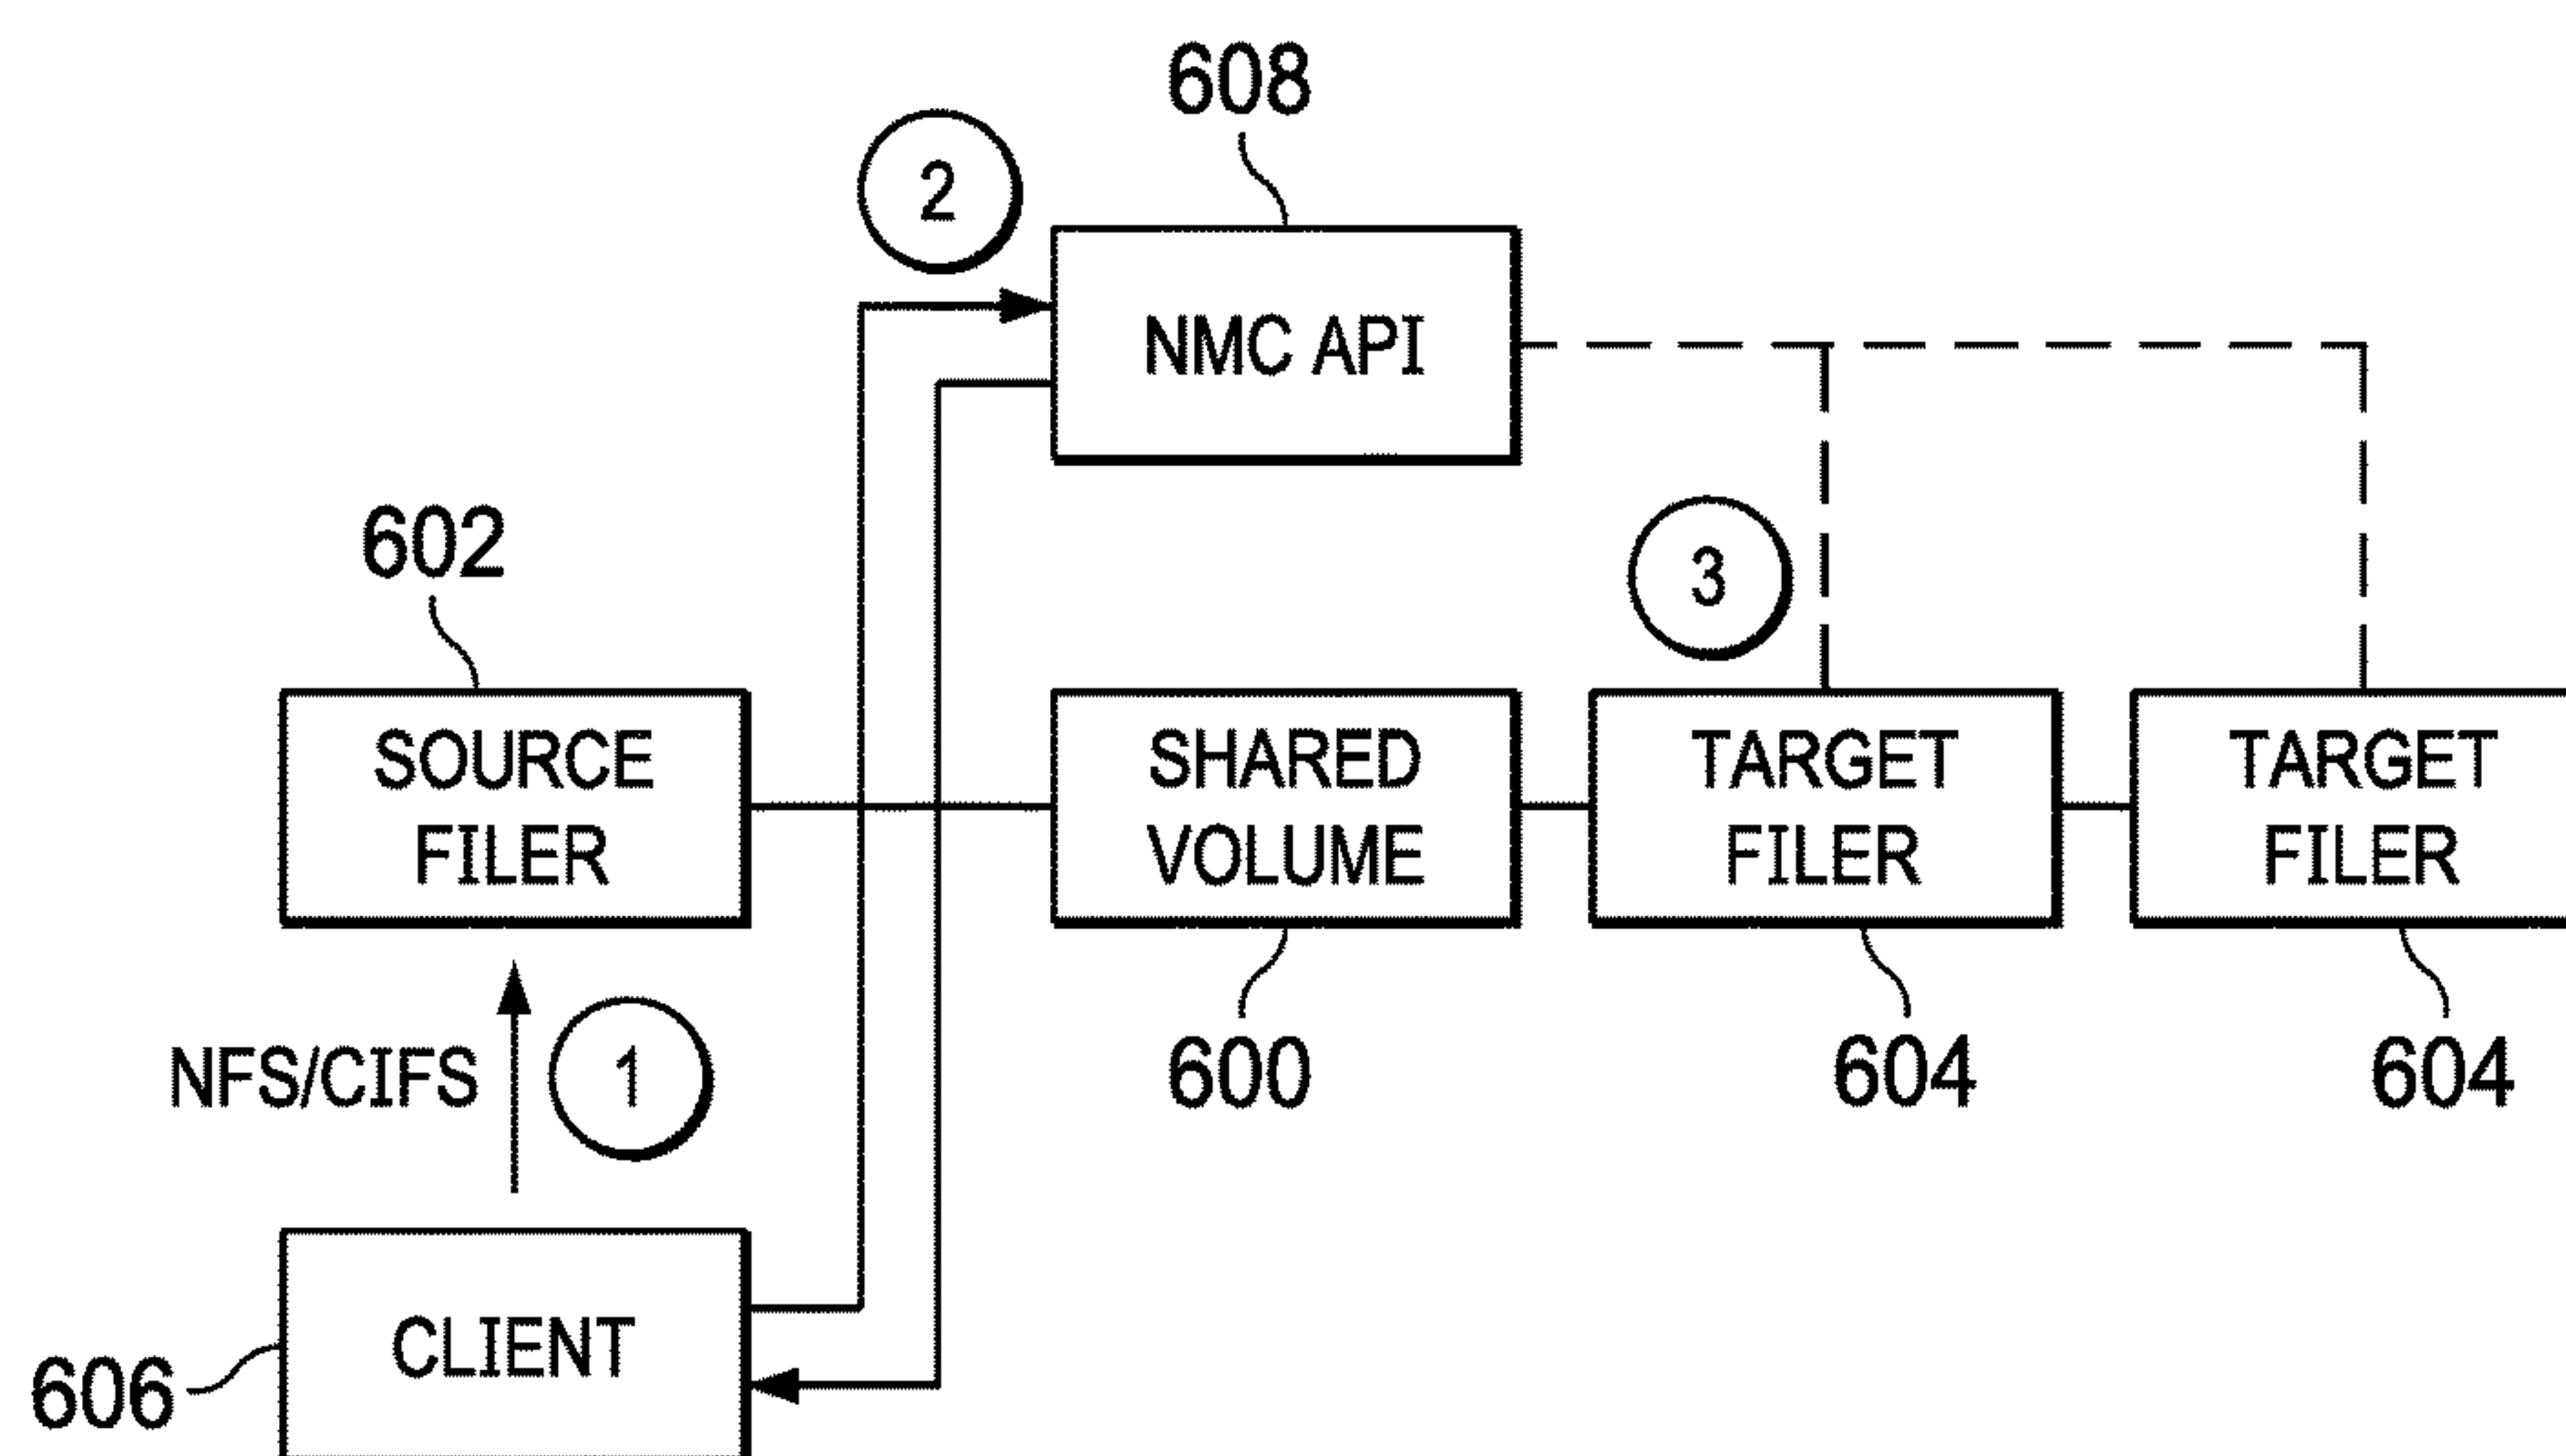 608
2
NMC API
602
3
SOURCE
FILER
SHARED
VOLUME
TARGET
FILER
TARGET
FILER
NFS/CIFS
1
600
604
604
CLIENT
606